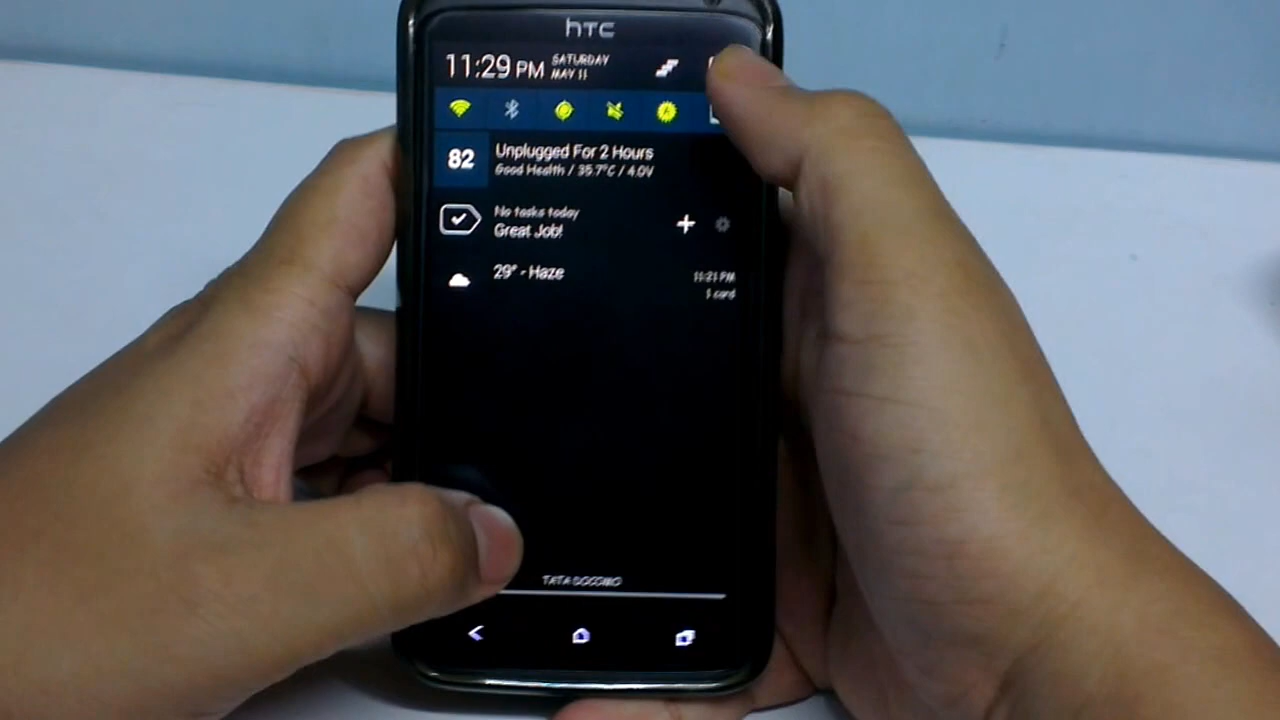 hTC
11:29 PM SATURDAY
MAY 11
82
Unplugged For 2 Hours
Good Health / 35.7°C / 4.0V
No tasks today
Great Job!
29° - Haze
11:21 PM
1 card
TATA DOCOMO